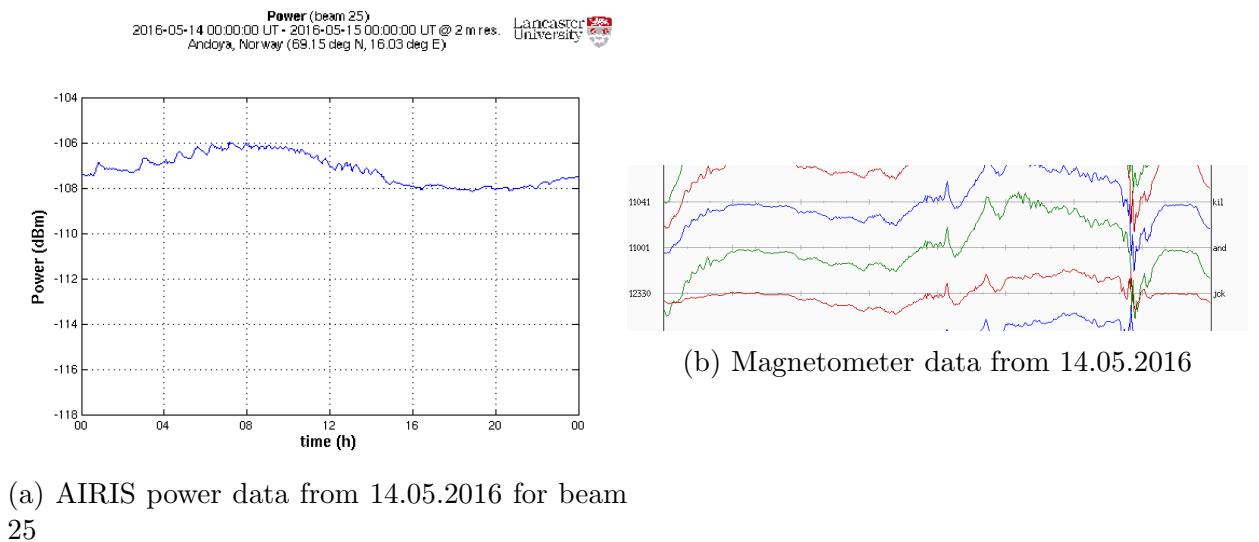 Power (beam 25)
2016-05-14 00:00:00 UT - 2016-05-15 00:00:00 UT @ 2 m res.
Andoya, Norway (69.15 deg N, 16.03 deg E)
Lancaster
University
-104
-106
-108
-110
-112
-114
-116
-118
Power (dBm)
00 04 08 12 16 20 00
time (h)
(a) AIRIS power data from 14.05.2016 for beam
25
11041 kil
11001 and
12330 jck
(b) Magnetometer data from 14.05.2016